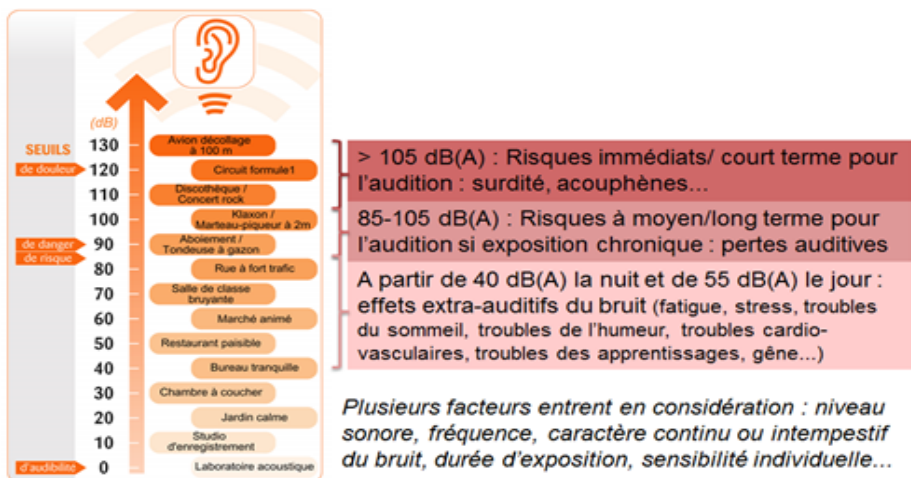 (dB)
SEUILS
130
Avion décollage
à 100 m
de douleur
120
Circuit formule1
110
Discothèque /
Concert rock
100
Klaxon /
Marteau-piqueur à 2m
de danger
90
Aboiement /
Tondeuse à gazon
de risque
80
Rue à fort trafic
70
Salle de classe
bruyante
60
Marché animé
50
Restaurant paisible
40
Bureau tranquille
30
Chambre à coucher
20
Jardin calme
10
Studio
d'enregistrement
d'audibilité
0
Laboratoire acoustique
> 105 dB(A) : Risques immédiats/ court terme pour
l'audition : surdité, acouphènes...
85-105 dB(A) : Risques à moyen/long terme pour
l'audition si exposition chronique : pertes auditives
A partir de 40 dB(A) la nuit et de 55 dB(A) le jour :
effets extra-auditifs du bruit (fatigue, stress, troubles
du sommeil, troubles de l'humeur, troubles cardio-
vasculaires, troubles des apprentissages, gêne...)
Plusieurs facteurs entrent en considération : niveau
sonore, fréquence, caractère continu ou intempestif
du bruit, durée d'exposition, sensibilité individuelle...